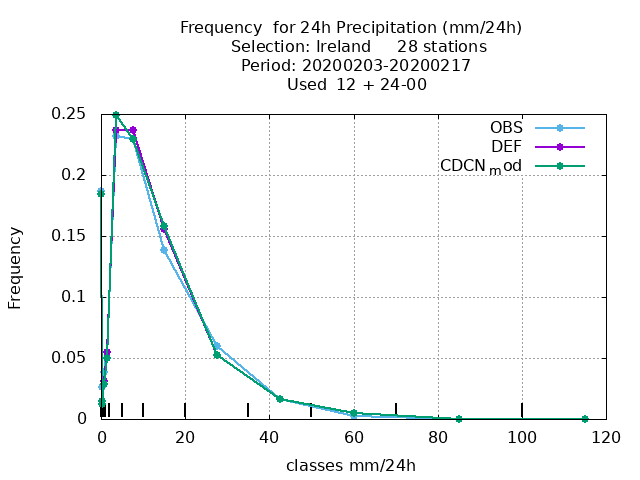 Frequency  for 24h Precipitation (mm/24h)
Selection: Ireland     28 stations
Period: 20200203-20200217
Used  12 + 24-00
OBS
DEF
CDCN_mod
Frequency
0.25
0.2
0.15
0.1
0.05
0
0 20 40 60 80 100 120
classes mm/24h